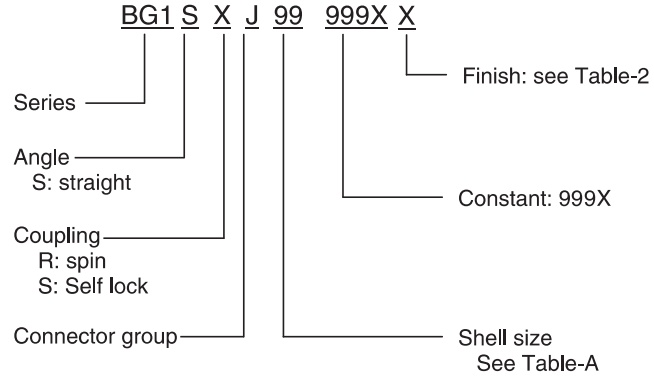 BG1 S X J 99 999X X
Finish: see Table-2
Series
Angle
S: straight
Constant: 999X
Coupling
R: spin
S: Self lock
Connector group
Shell size
See Table-A